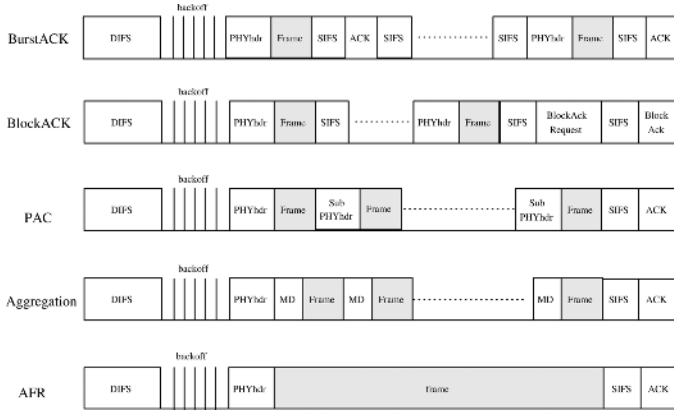 backoff
BurstACK DIFS PHYhdr Frame SIFS ACK SIFS SIFS PHYhdr Frame SIFS ACK
backoff
BlockACK DIFS PHYhdr Frame SIFS PHYhdr Frame SIFS BlockAck Request SIFS Block Ack
backoff
PAC DIFS PHYhdr Frame Sub PHYhdr Frame Sub PHYhdr Frame SIFS ACK
backoff
Aggregation DIFS PHYhdr MD Frame MD Frame MD Frame SIFS ACK
backoff
AFR DIFS PHYhdr frame SIFS ACK